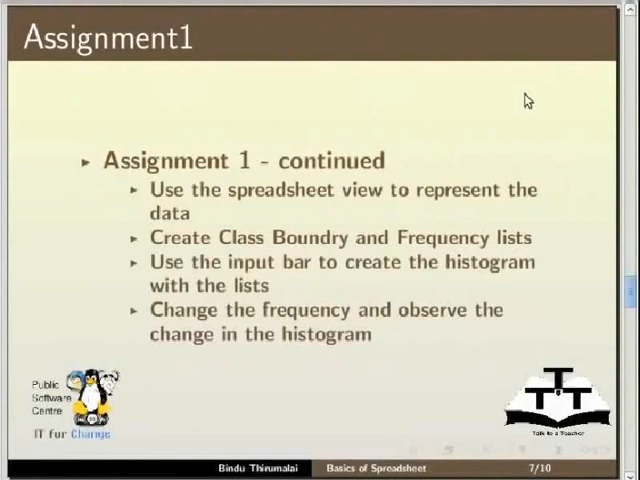 Assignment1
Assignment 1 - continued
Use the spreadsheet view to represent the
data
Create Class Boundry and Frequency lists
Use the input bar to create the histogram
with the lists
Change the frequency and observe the
change in the histogram
Public
Software
Centre
IT for Change
T
T T
Talk to a Teacher
Bindu Thirumalai Basics of Spreadsheet 7/10